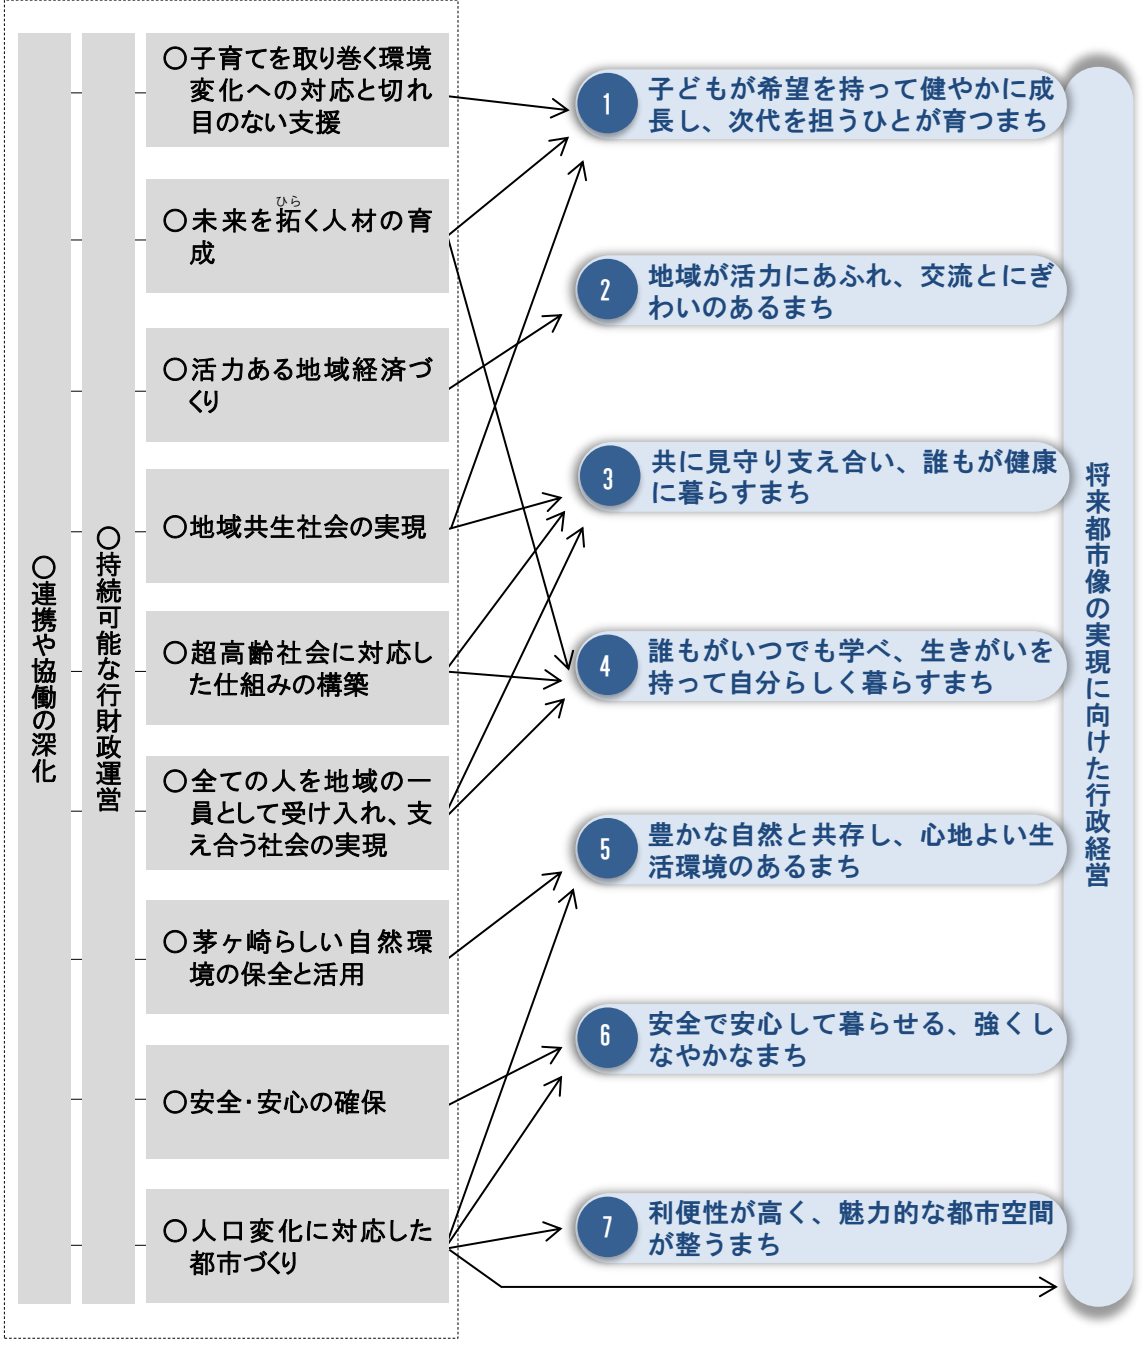 〇連携や協働の深化
〇持続可能な行財政運営
〇子育てを取り巻く環境
変化への対応と切れ
目のない支援
ひら
〇未来を拓く人材の育
成
〇活力ある地域経済づ
くり
〇地域共生社会の実現
〇超高齢社会に対応し
た仕組みの構築
〇全ての人を地域の一
員として受け入れ、支
え合う社会の実現
〇茅ヶ崎らしい自然環
境の保全と活用
〇安全・安心の確保
〇人口変化に対応した
都市づくり
1
子どもが希望を持って健やかに成
長し、次代を担うひとが育つまち
2
地域が活力にあふれ、交流とにぎ
わいのあるまち
3
共に見守り支え合い、誰もが健康
に暮らすまち
4
誰もがいつでも学べ、生きがいを
持って自分らしく暮らすまち
5
豊かな自然と共存し、心地よい生
活環境のあるまち
6
安全で安心して暮らせる、強くし
なやかなまち
7
利便性が高く、魅力的な都市空間
が整うまち
将来都市像の実現に向けた行政経営